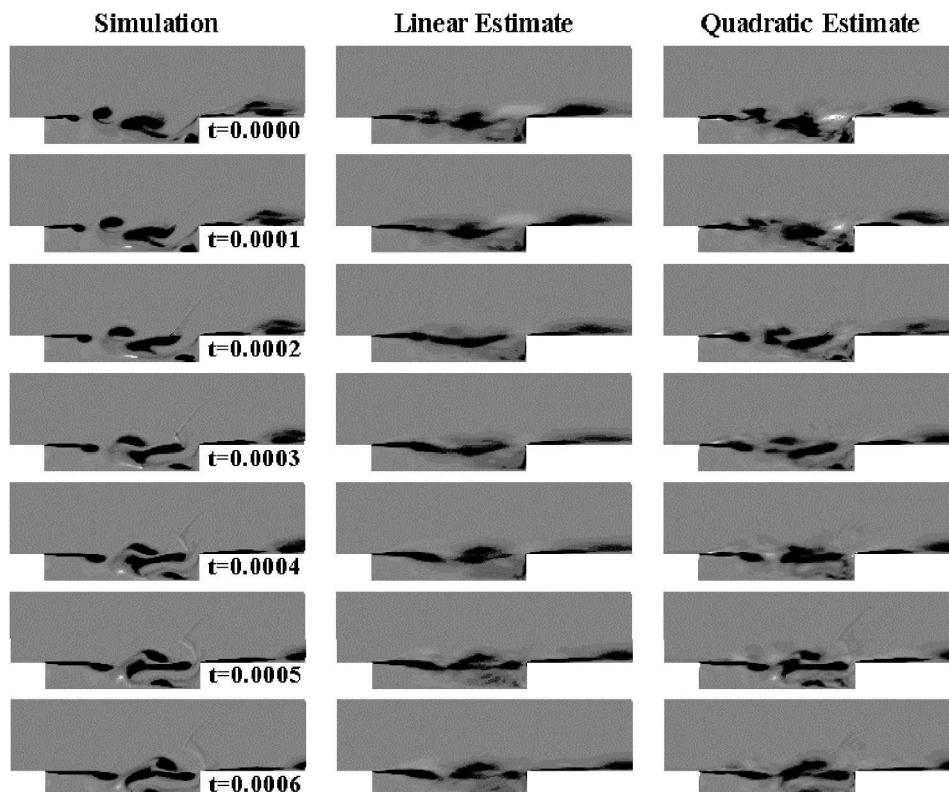 Simulation
Linear Estimate
Quadratic Estimate
t=0.0000
t=0.0001
t=0.0002
t=0.0003
t=0.0004
t=0.0005
t=0.0006